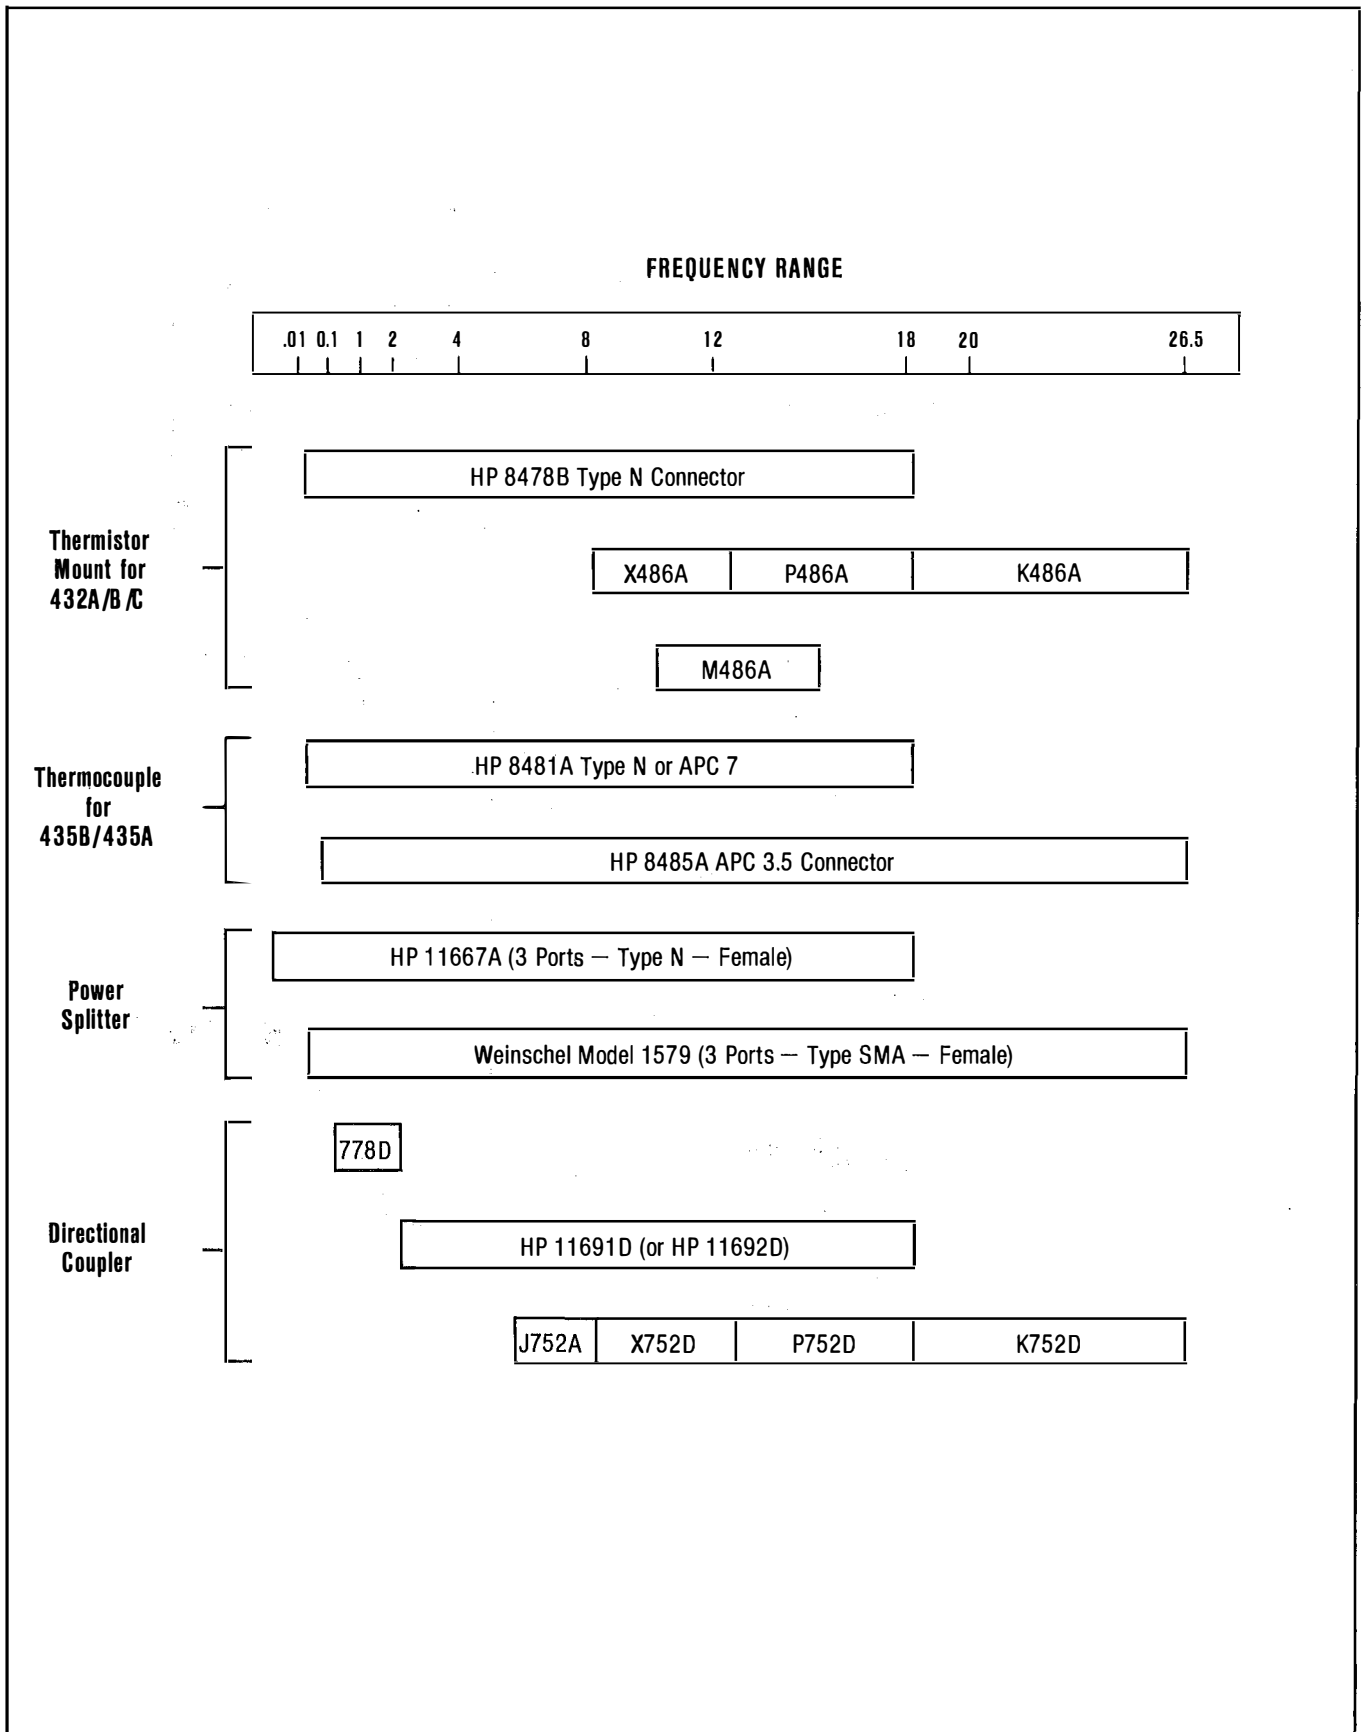 FREQUENCY RANGE
.01 0.1 1 2 4 8 12 18 20 26.5
HP 8478B Type N Connector
Thermistor
Mount for
432A/B/C
X486A P486A K486A
M486A
Thermocouple
for
435B/435A
HP 8481A Type N or APC 7
HP 8485A APC 3.5 Connector
Power
Splitter
HP 11667A (3 Ports — Type N — Female)
Weinschel Model 1579 (3 Ports — Type SMA — Female)
778D
Directional
Coupler
HP 11691D (or HP 11692D)
J752A X752D P752D K752D